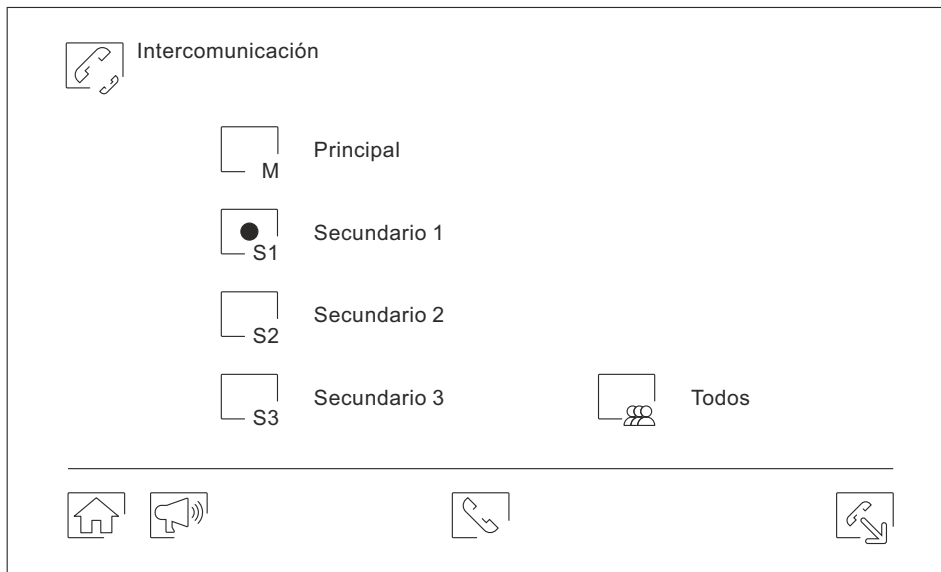 Intercomunicación
M Principal
S1 Secundario 1
S2 Secundario 2
S3 Secundario 3 Todos